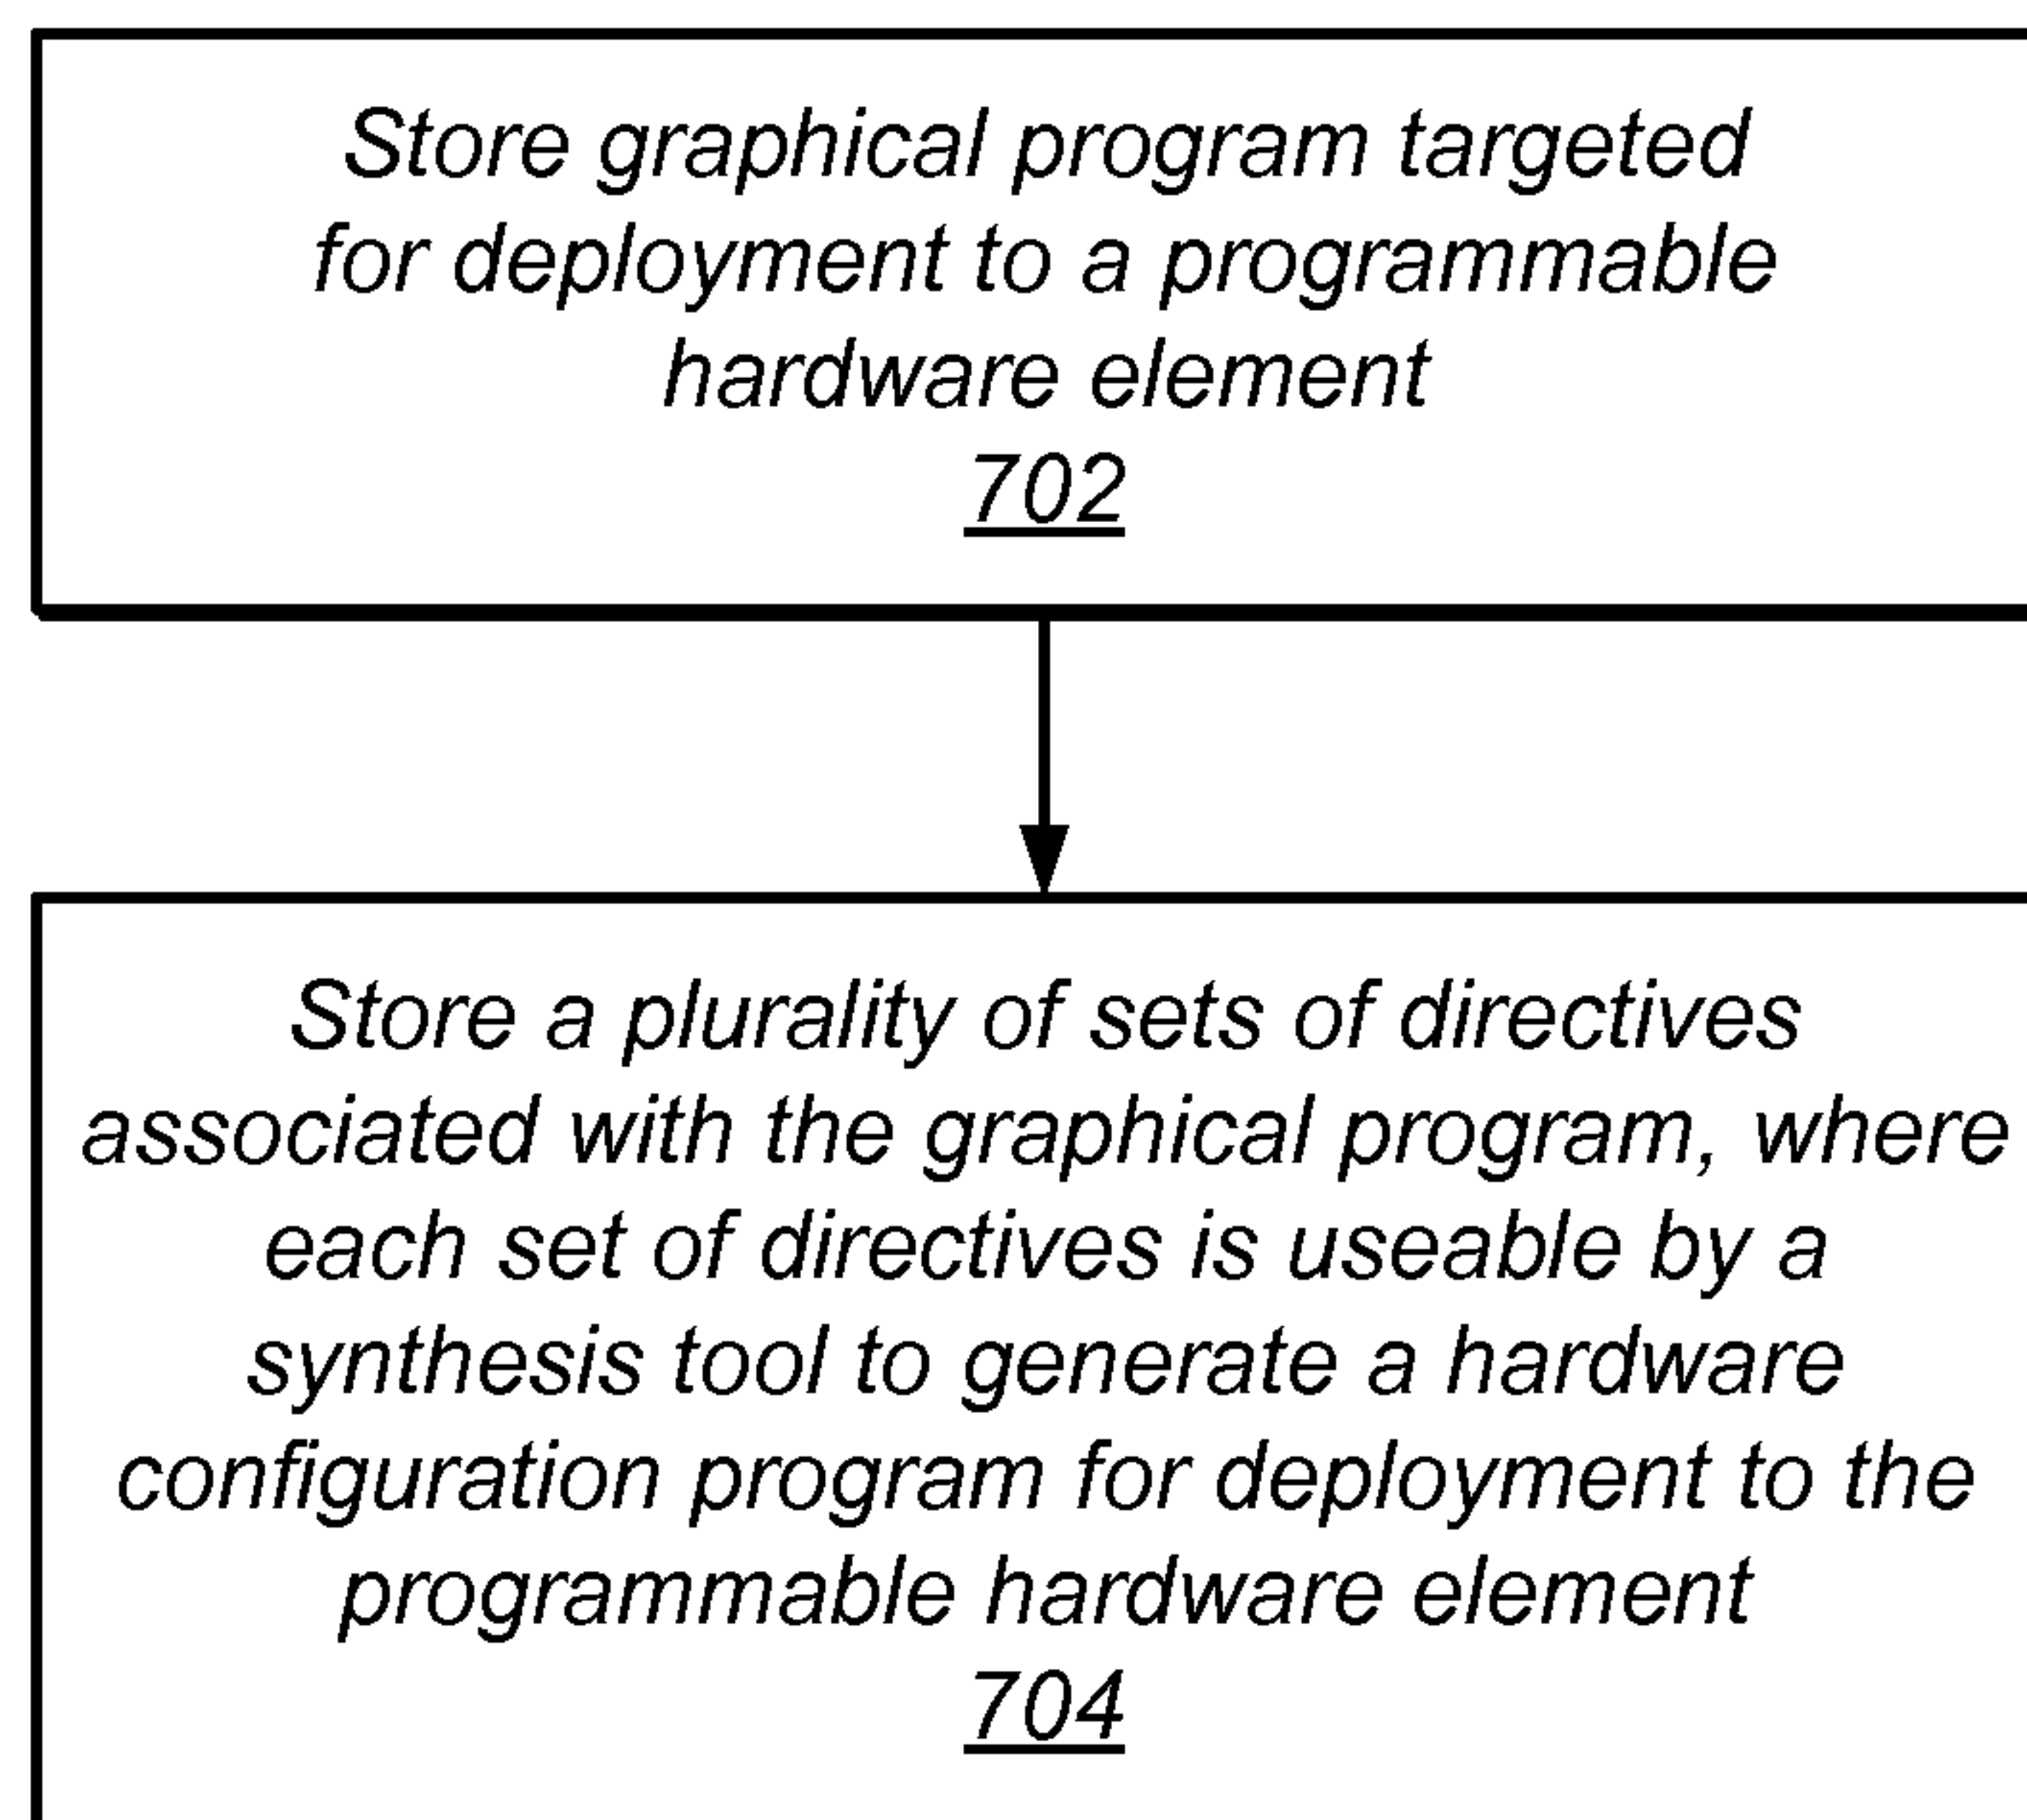 Store graphical program targeted
for deployment to a programmable
hardware element
702
Store a plurality of sets of directives
associated with the graphical program, where
each set of directives is useable by a
synthesis tool to generate a hardware
configuration program for deployment to the
programmable hardware element
704